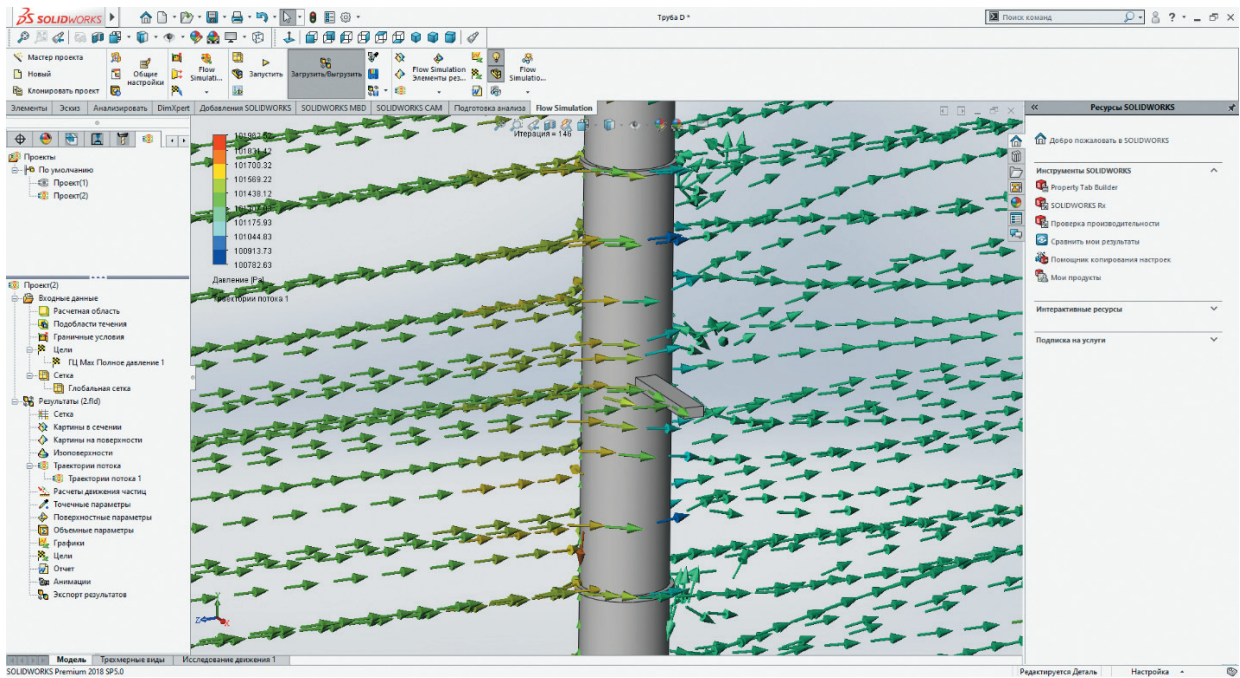 SOLIDWORKS
Труба D *
Поиск команд
Мастер проекта
Новый
Клонировать проект
Общие настройки
Flow Simulati...
Запустить
Загрузить/Выгрузить
Flow Simulation Элементы рез...
Flow Simulatio...
Элементы
Эскиз
Анализировать
DimXpert
Добавления SOLIDWORKS
SOLIDWORKS MBD
SOLIDWORKS CAM
Подготовка анализа
Flow Simulation
Проекты
По умолчанию
Проект(1)
Проект(2)
Проект(2)
Входные данные
Расчетная область
Подобласти течения
Граничные условия
Цели
ГЦ Max Полное давление 1
Сетка
Глобальная сетка
Результаты (2.fld)
Сетка
Картины в сечении
Картины на поверхности
Изоповерхности
Траектории потока
Траектории потока 1
Расчеты движения частиц
Точечные параметры
Поверхностные параметры
Объемные параметры
Графики
Цели
Отчет
Анимации
Экспорт результатов
Итерация = 146
101700.32
101569.22
101438.12
101175.93
101044.83
100913.73
100782.63
Давление [Pa]
Траектории потока 1
Y
Z
X
Ресурсы SOLIDWORKS
Добро пожаловать в SOLIDWORKS
Инструменты SOLIDWORKS
Property Tab Builder
SOLIDWORKS Rx
Проверка производительности
Сравнить мои результаты
Помощник копирования настроек
Мои продукты
Интерактивные ресурсы
Подписка на услуги
Модель
Трехмерные виды
Исследование движения 1
SOLIDWORKS Premium 2018 SP5.0
Редактируется Деталь
Настройка